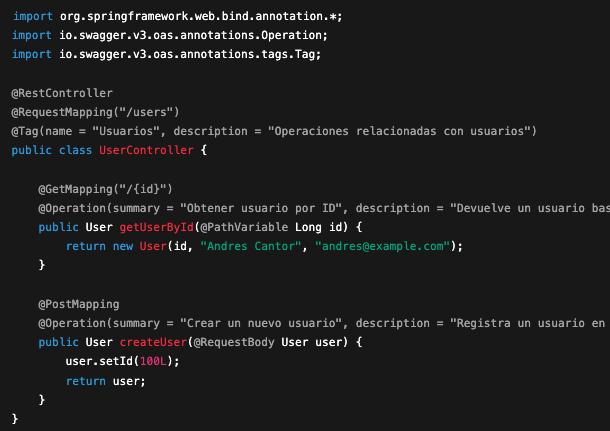 import org.springframework.web.bind.annotation.*;
import io.swagger.v3.oas.annotations.Operation;
import io.swagger.v3.oas.annotations.tags.Tag;
@RestController
@RequestMapping("/users")
@Tag(name = "Usuarios", description = "Operaciones relacionadas con usuarios")
public class UserController {
@GetMapping("/{id}")
@Operation(summary = "Obtener usuario por ID", description = "Devuelve un usuario bas
public User getUserById(@PathVariable Long id) {
return new User(id, "Andres Cantor", "andres@example.com");
}
@PostMapping
@Operation(summary = "Crear un nuevo usuario", description = "Registra un usuario en
public User createUser(@RequestBody User user) {
user.setId(100L);
return user;
}
}